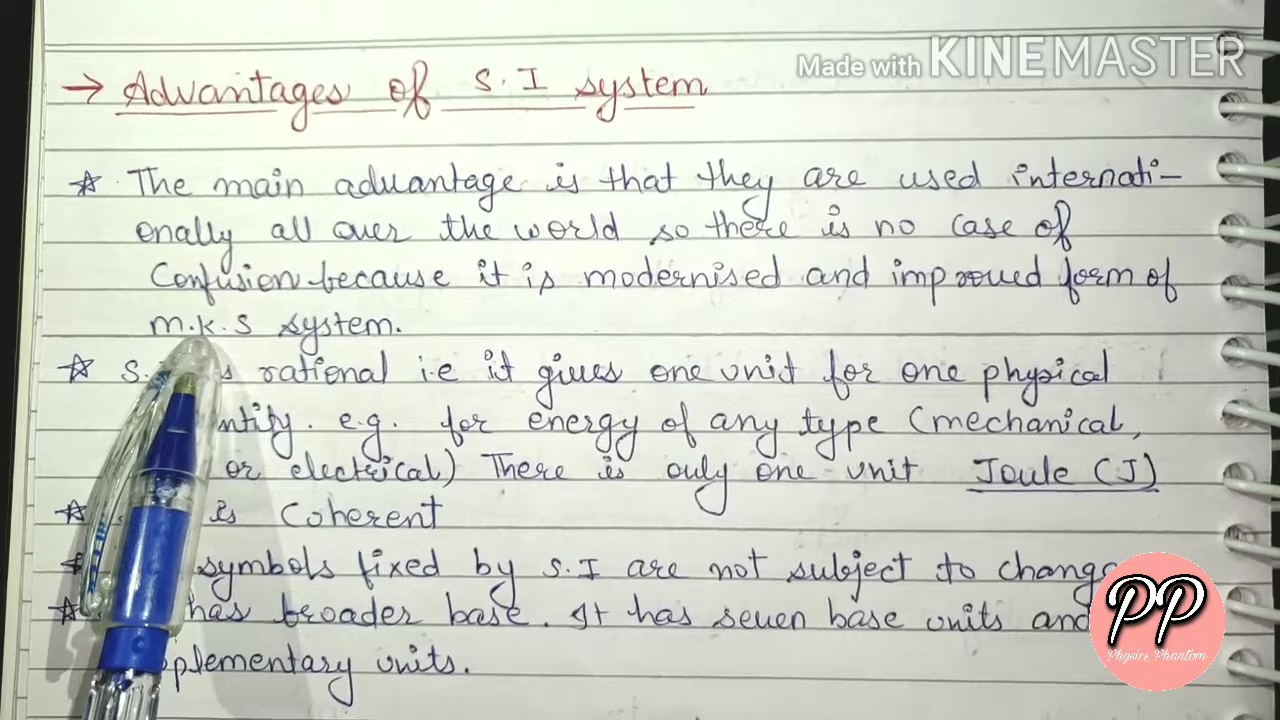 Made with KINEMASTER
→ Advantages of S.I system
☆ The main advantage is that they are used internati-
onally all over the world so there is no case of
Confusion because it is modernised and improved form of
m.k.s system.
☆ S. is rational i.e it gives one unit for one physical
ntity. e.g. for energy of any type (mechanical,
or electrical) There is only one unit Joule (J)
☆ is Coherent
symbols fixed by S.I are not subject to change
☆ has broader base. It has seven base units and
plementary units.
PP
Physics Phantom